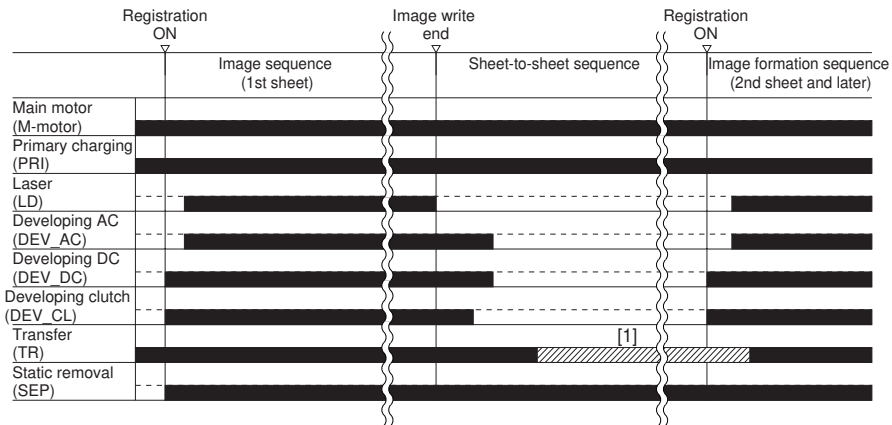 Registration
ON
Image write
end
Registration
ON
Image sequence
(1st sheet)
Sheet-to-sheet sequence
Image formation sequence
(2nd sheet and later)
Main motor
(M-motor)
Primary charging
(PRI)
Laser
(LD)
Developing AC
(DEV_AC)
Developing DC
(DEV_DC)
Developing clutch
(DEV_CL)
Transfer
(TR)
[1]
Static removal
(SEP)